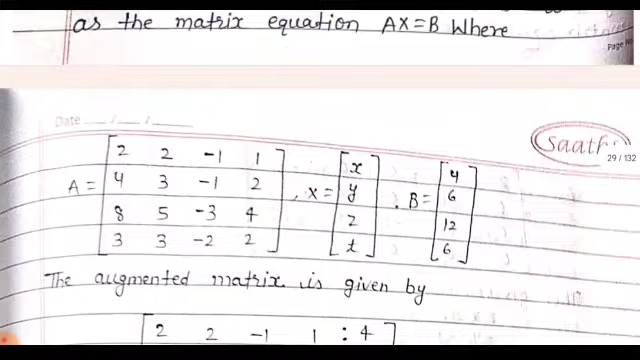 as the matrix equation AX=B Where
Page No
Date
Saath
29 / 132
A = [2 2 -1 1
4 3 -1 2
8 5 -3 4
3 3 -2 2] , X = [x
y
z
t] , B = [4
6
12
6]
The augmented matrix is given by
[2 2 -1 1 : 4]